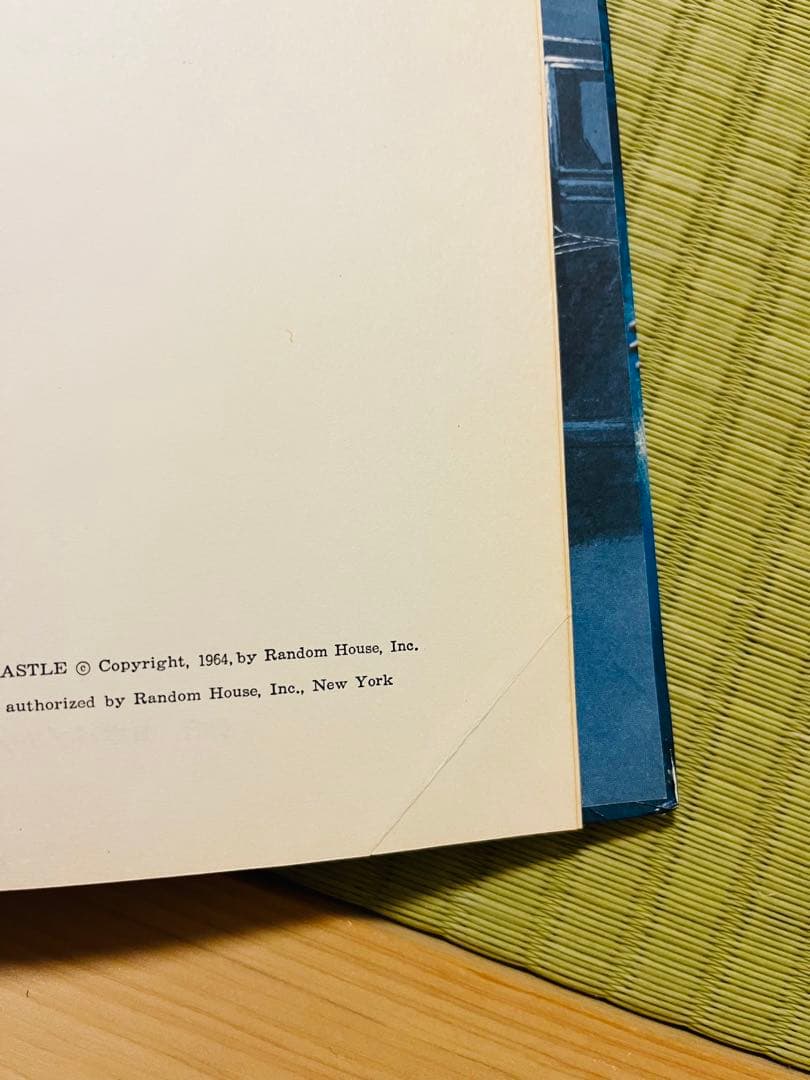 ASTLE © Copyright, 1964, by Random House, Inc.
authorized by Random House, Inc., New York